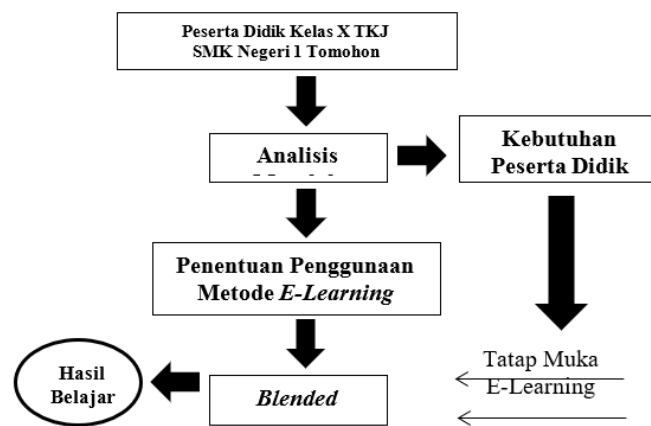 Peserta Didik Kelas X TKJ
SMK Negeri 1 Tomohon
Analisis
Kebutuhan
Peserta Didik
Penentuan Penggunaan
Metode E-Learning
Tatap Muka
E-Learning
Blended
Hasil
Belajar